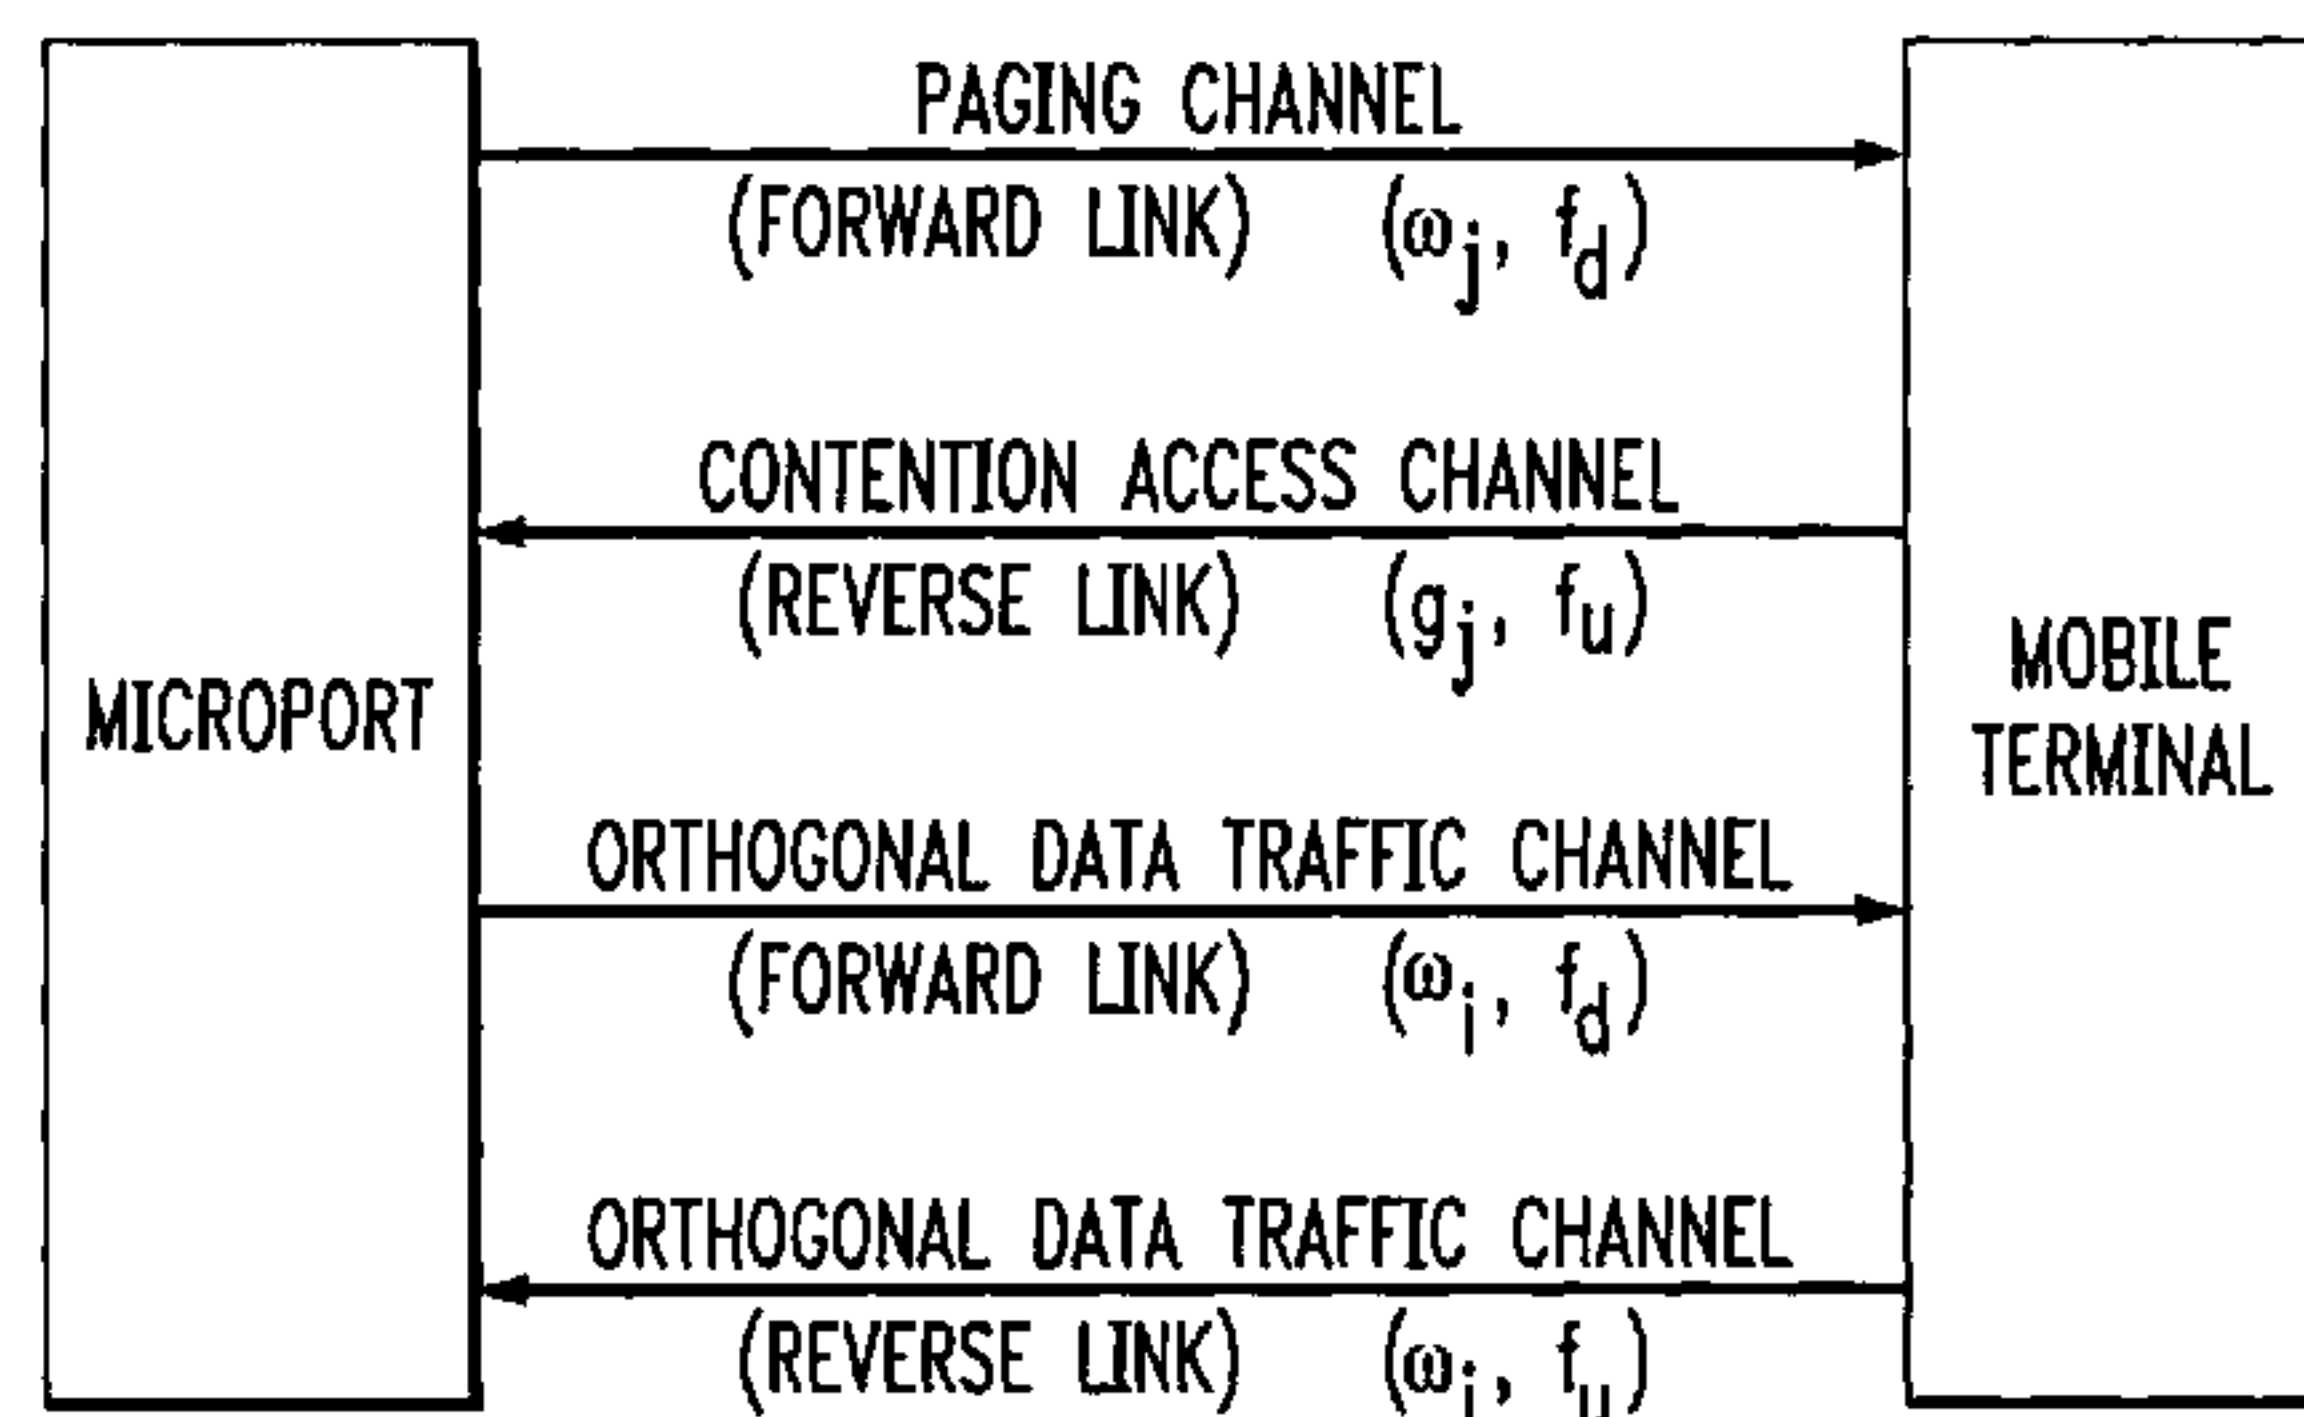 PAGING CHANNEL
(FORWARD LINK) (ωj, fd)
CONTENTION ACCESS CHANNEL
(REVERSE LINK) (gj, fu)
MICROPORT
MOBILE
TERMINAL
ORTHOGONAL DATA TRAFFIC CHANNEL
(FORWARD LINK) (ωi, fd)
ORTHOGONAL DATA TRAFFIC CHANNEL
(REVERSE LINK) (ωi, fu)